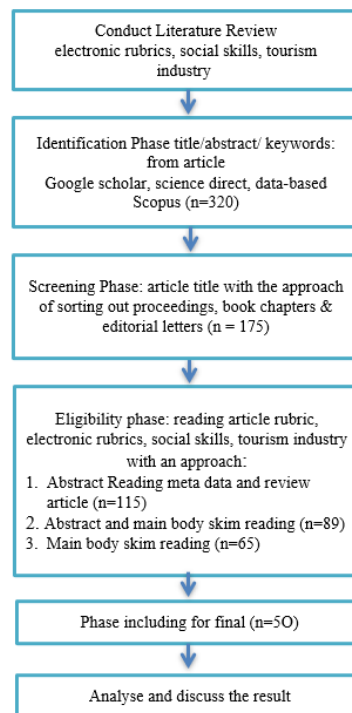 Conduct Literature Review
electronic rubrics, social skills, tourism
industry
Identification Phase title/abstract/ keywords:
from article
Google scholar, science direct, data-based
Scopus (n=320)
Screening Phase: article title with the approach
of sorting out proceedings, book chapters &
editorial letters (n = 175)
Eligibility phase: reading article rubric,
electronic rubrics, social skills, tourism industry
with an approach:
1. Abstract Reading meta data and review
article (n=115)
2. Abstract and main body skim reading (n=89)
3. Main body skim reading (n=65)
Phase including for final (n=5O)
Analyse and discuss the result